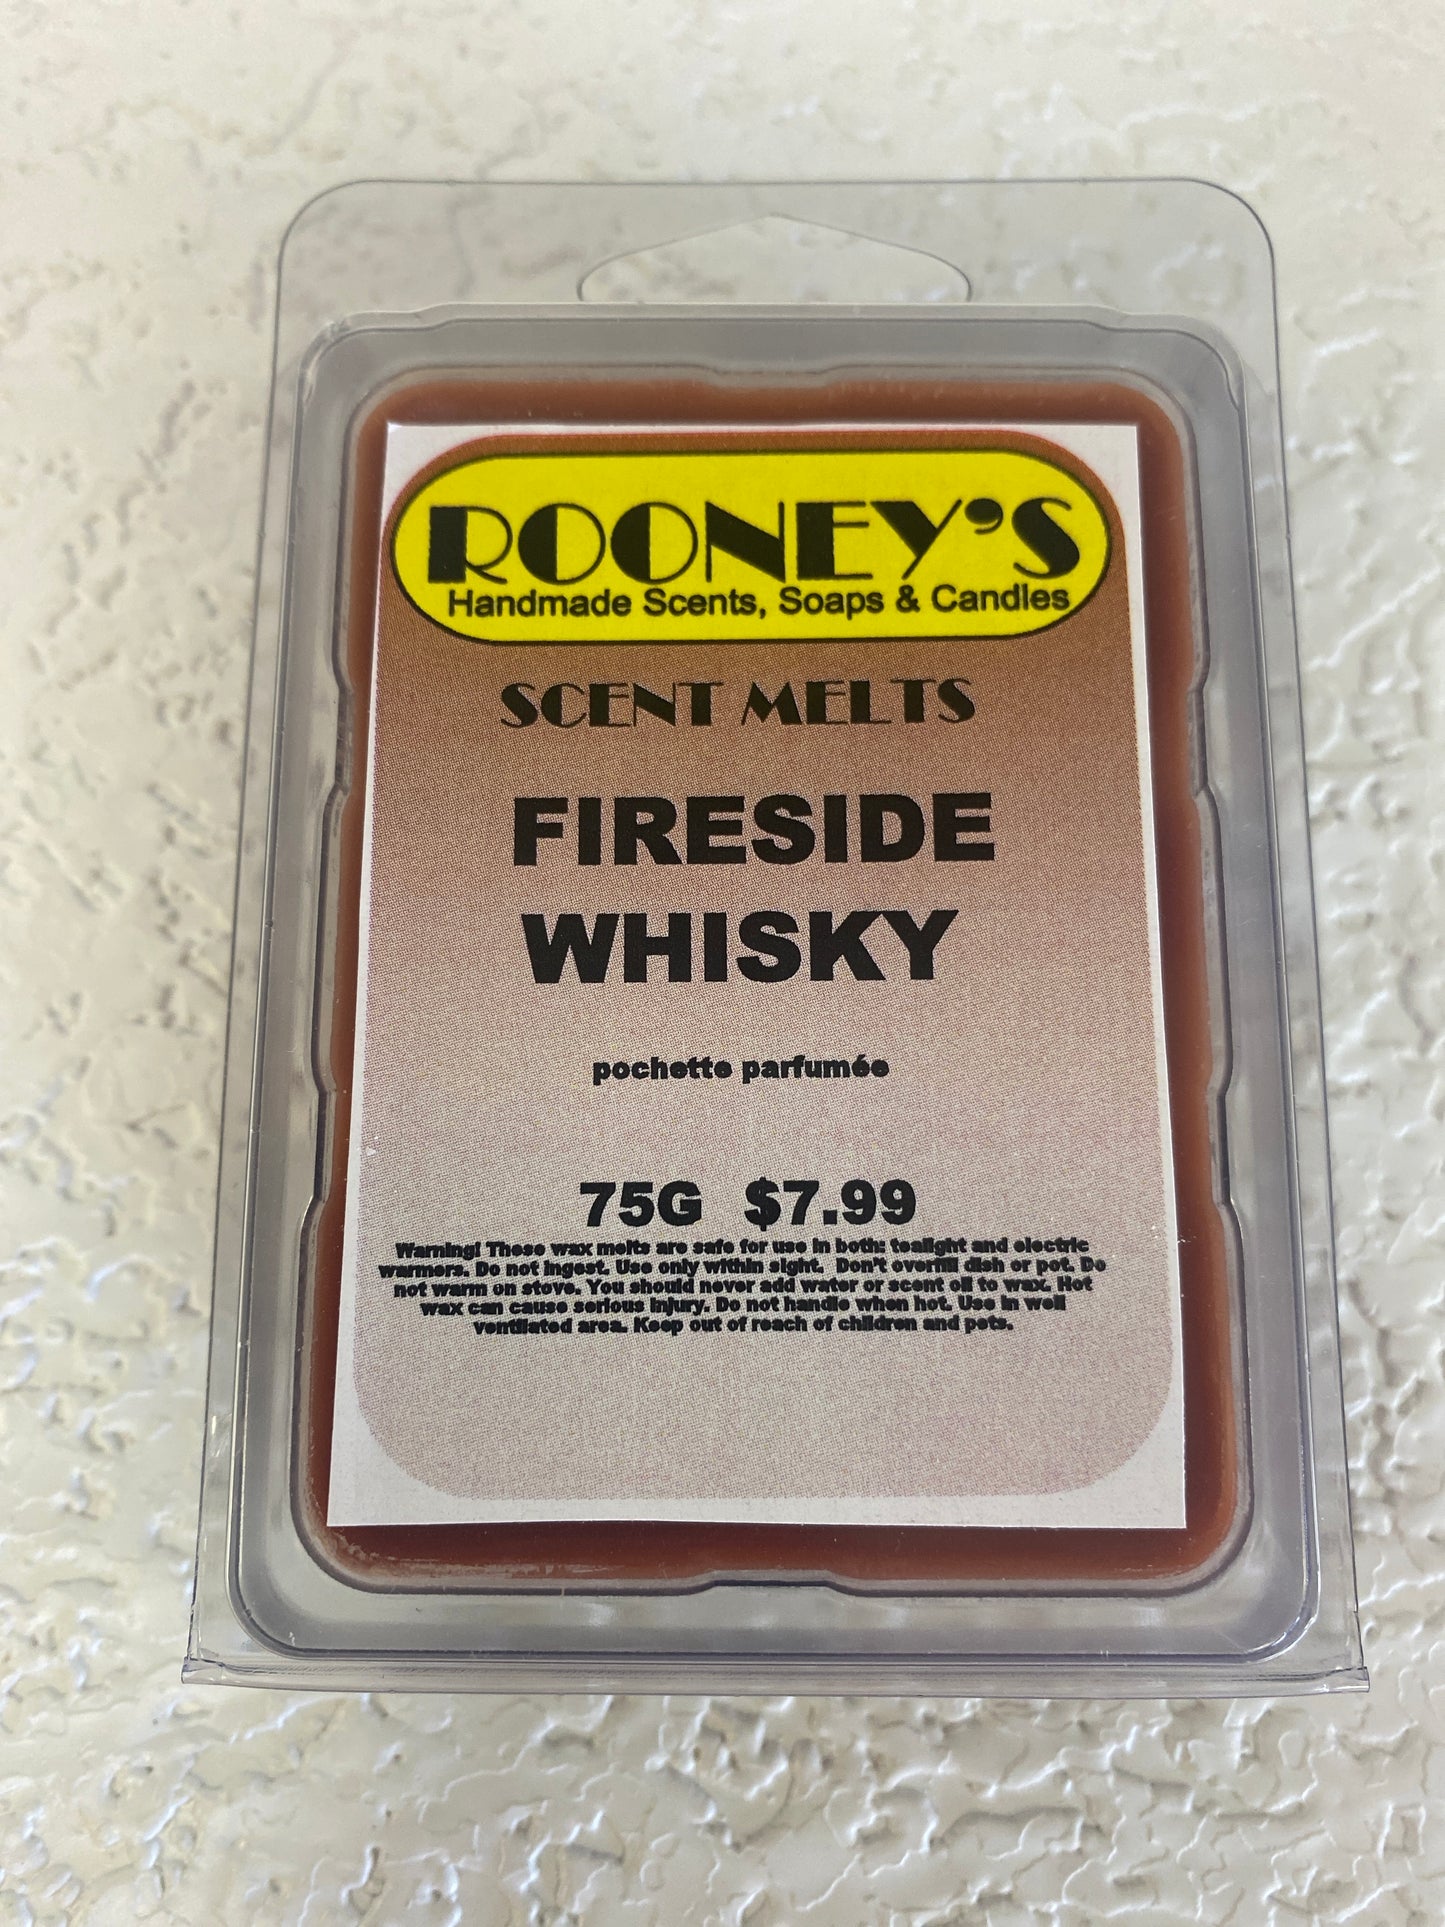 ROONEY'S
Handmade Scents, Soaps & Candles
SCENT MELTS
FIRESIDE
WHISKY
pochette parfumée
75G $7.99
Warning! These wax melts are safe for use in both: tealight and electric
warmers. Do not ingest. Use only within sight. Don't overfill dish or pot. Do
not warm on stove. You should never add water or scent oil to wax. Hot
wax can cause serious injury. Do not handle when hot. Use in well
ventilated area. Keep out of reach of children and pets.